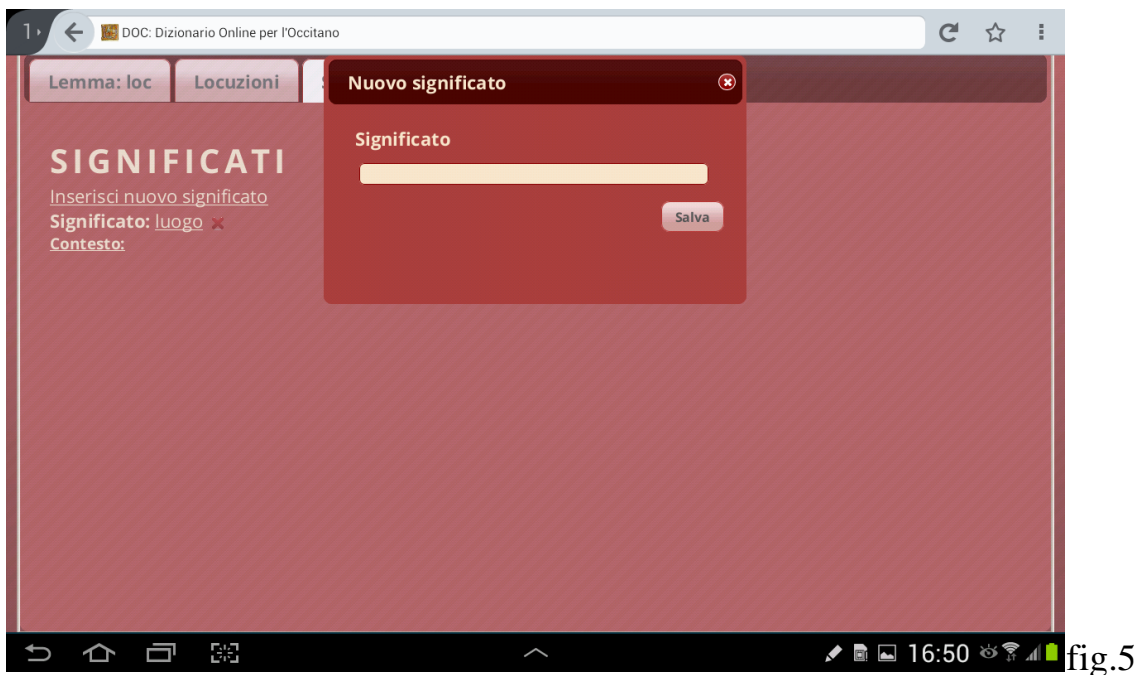 1
DOC: Dizionario Online per l'Occitano
Lemma: loc
Locuzioni
S
Nuovo significato
SIGNIFICATI
Inserisci nuovo significato
Significato: luogo
Contesto:
Significato
Salva
16:50
fig.5